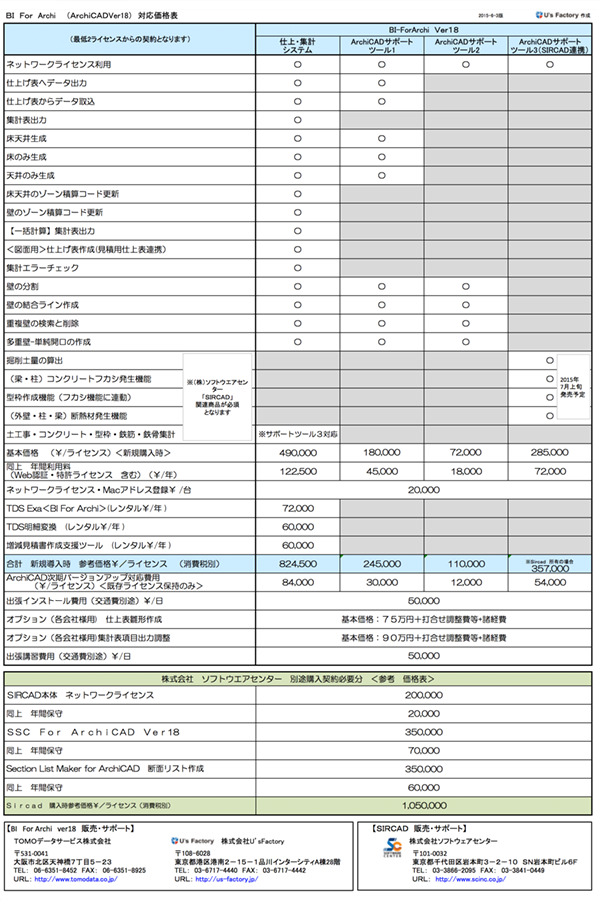 BI For Archi （ArchiCADVer18） 対応価格表 2015-6-3版 U's Factory 作成
（最低2ライセンスからの契約となります） BI-ForArchi Ver18
仕上・集計システム ArchiCADサポートツール1 ArchiCADサポートツール2 ArchiCADサポートツール3(SIRCAD連携)
ネットワークライセンス利用 〇 〇 〇 〇
仕上げ表へデータ出力 〇 〇
仕上げ表からデータ取込 〇 〇
集計表出力 〇
床天井生成 〇 〇
床のみ生成 〇 〇
天井のみ生成 〇 〇
床天井のゾーン積算コード更新 〇
壁のゾーン積算コード更新 〇
【一括計算】集計表出力 〇
＜図面用＞仕上げ表作成(見積用仕上表連携) 〇
集計エラーチェック 〇
壁の分割 〇 〇 〇
壁の結合ライン作成 〇 〇 〇
重複壁の検索と削除 〇 〇 〇
多重壁-単純開口の作成 〇 〇 〇
掘削土量の算出 〇
（梁・柱）コンクリートフカシ発生機能 〇
型枠作成機能（フカシ機能に連動） 〇
（外壁・柱・梁）断熱材発生機能 〇
※(株)ソフトウエアセンター
「SIRCAD」
関連商品が必須
となります
2015年
7月上旬
発売予定
土工事・コンクリート・型枠・鉄筋・鉄骨集計 ※サポートツール３対応
基本価格 （￥/ライセンス）＜新規購入時＞ 490,000 180,000 72,000 285,000
同上 年間利用料
（Web認証・特許ライセンス 含む）（￥/年） 122,500 45,000 18,000 72,000
ネットワークライセンス・Macアドレス登録￥ /台 20,000
TDS Exa＜BI For Archi＞(レンタル￥/年） 72,000
TDS明細変換 (レンタル￥/年） 60,000
増減見積書作成支援ツール (レンタル￥/年） 60,000
合計 新規導入時 参考価格￥／ライセンス （消費税別） 824,500 245,000 110,000 ※Sircad 所有の場合 357,000
ArchiCAD次期バージョンアップ対応費用
（￥/ライセンス）＜既存ライセンス保持のみ＞ 84,000 30,000 12,000 54,000
出張インストール費用（交通費別途）￥/日 50,000
オプション（各会社様用） 仕上表雛形作成 基本価格：７５万円＋打合せ調整費等＋諸経費
オプション（各会社様用)集計表項目出力調整 基本価格：９０万円＋打合せ調整費等＋諸経費
出張講習費用（交通費別途）￥/日 50,000
株式会社 ソフトウエアセンター 別途購入契約必要分 ＜参考 価格表＞
SIRCAD本体 ネットワークライセンス 200,000
同上 年間保守 20,000
ＳＳＣ Ｆｏｒ ＡｒｃｈｉＣＡＤ Ｖｅｒ18 350,000
同上 年間保守 70,000
Section List Maker for ArchiCAD 断面リスト作成 350,000
同上 年間保守 60,000
Ｓｉｒｃａｄ 購入時参考価格￥／ライセンス（消費税別） 1,050,000
【BI For Archi ver18 販売・サポート】
TOMOデータサービス株式会社
〒531-0041
大阪市北区天神橋7丁目5－23
TEL: 06-6351-8452 FAX: 06-6351-8925
URL: http://www.tomodata.co.jp/
U's Factory 株式会社U'sFactory
〒108-6028
東京都港区港南２－１５－１品川インターシティA棟28階
TEL: 03-6717-4440 FAX: 03-6717-4442
URL: http://us-factory.jp/
【SIRCAD 販売・サポート】
SC 株式会社ソフトウェアセンター
〒101-0032
東京都千代田区岩本町３－２－１０ SN岩本町ビル6F
TEL: 03-3866-2095 FAX: 03-3841-0449
URL: http://www.scinc.co.jp/